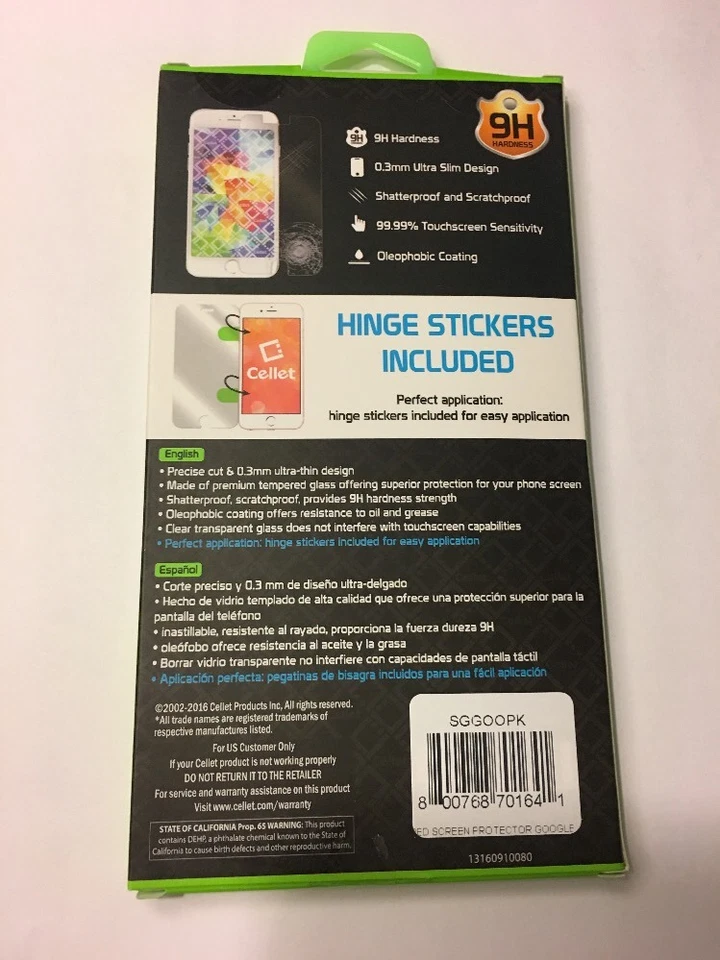 9H
HARDNESS
9H
9H Hardness
0.3mm Ultra Slim Design
Shatterproof and Scratchproof
99.99% Touchscreen Sensitivity
Oleophobic Coating
Cellet
HINGE STICKERS
INCLUDED
Perfect application:
hinge stickers included for easy application
English
• Precise cut & 0.3mm ultra-thin design
• Made of premium tempered glass offering superior protection for your phone screen
• Shatterproof, scratchproof, provides 9H hardness strength
• Oleophobic coating offers resistance to oil and grease
• Clear transparent glass does not interfere with touchscreen capabilities
• Perfect application: hinge stickers included for easy application
Español
• Corte preciso y 0.3 mm de diseño ultra-delgado
• Hecho de vidrio templado de alta calidad que ofrece una protección superior para la
pantalla del teléfono
• inastillable, resistente al rayado, proporciona la fuerza dureza 9H
• oleófobo ofrece resistencia al aceite y la grasa
• Borrar vidrio transparente no interfiere con capacidades de pantalla táctil
• Aplicación perfecta: pegatinas de bisagra incluidos para una fácil aplicación
©2002-2016 Cellet Products Inc, All rights reserved.
*All trade names are registered trademarks of
respective manufactures listed.
For US Customer Only
If your Cellet product is not working properly
DO NOT RETURN IT TO THE RETAILER
For service and warranty assistance on this product
Visit www.cellet.com/warranty
STATE OF CALIFORNIA Prop. 65 WARNING: This product
contains DEHP, a phthalate chemical known to the State of
California to cause birth defects and other reproductive harm.
SGGOOPK
8 00768 70164 1
ED SCREEN PROTECTOR GOOGLE
13160910080